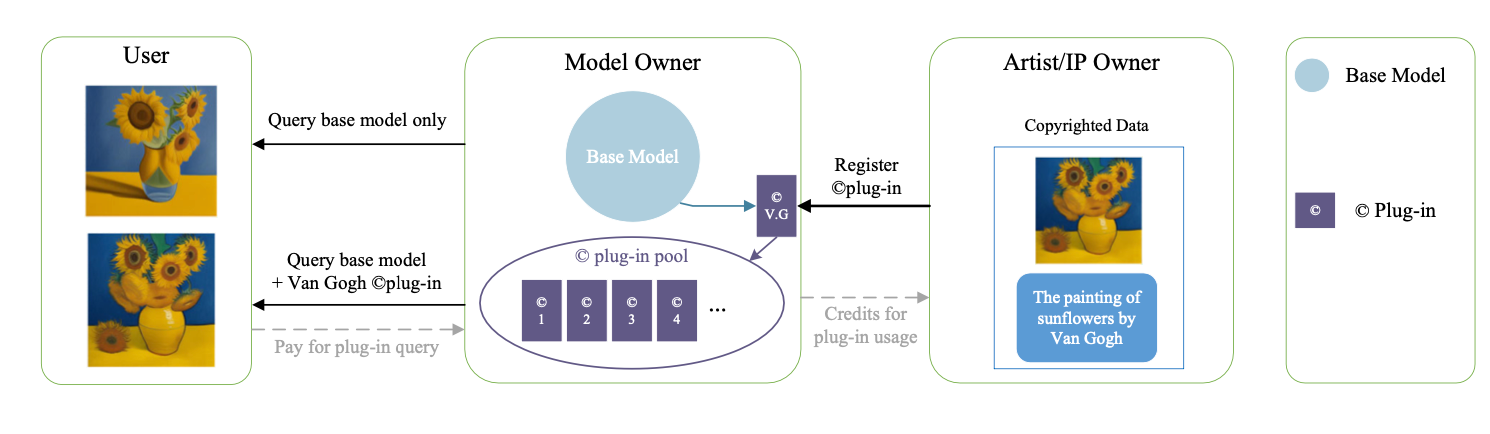 User
Query base model only
Query base model
+ Van Gogh ©plug-in
Pay for plug-in query
Model Owner
Base Model
©
V.G
© plug-in pool
©
1
©
2
©
3
©
4
...
Register
©plug-in
Credits for
plug-in usage
Artist/IP Owner
Copyrighted Data
The painting of
sunflowers by
Van Gogh
Base Model
©
© Plug-in